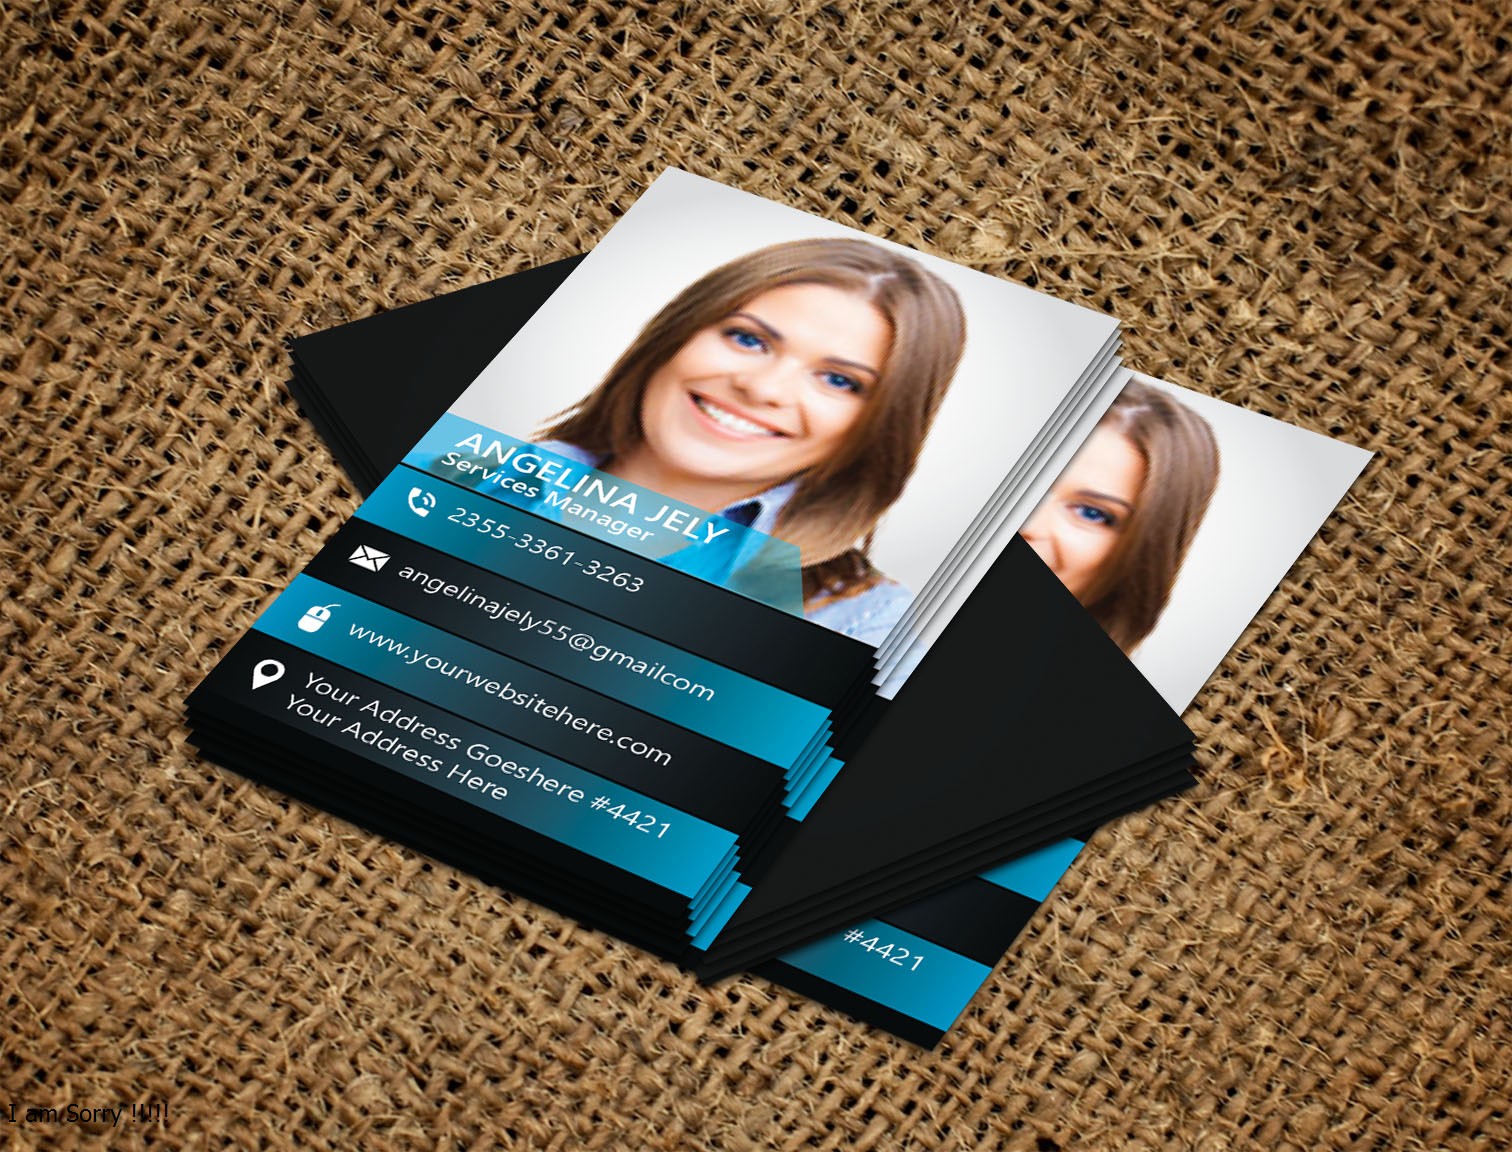 ANGELINA JELY
Services Manager
2355-3361-3263
angelinajely55@gmailcom
www.yourwebsitehere.com
Your Address Goeshere #4421
Your Address Here
#4421
I am Sorry !!!!!